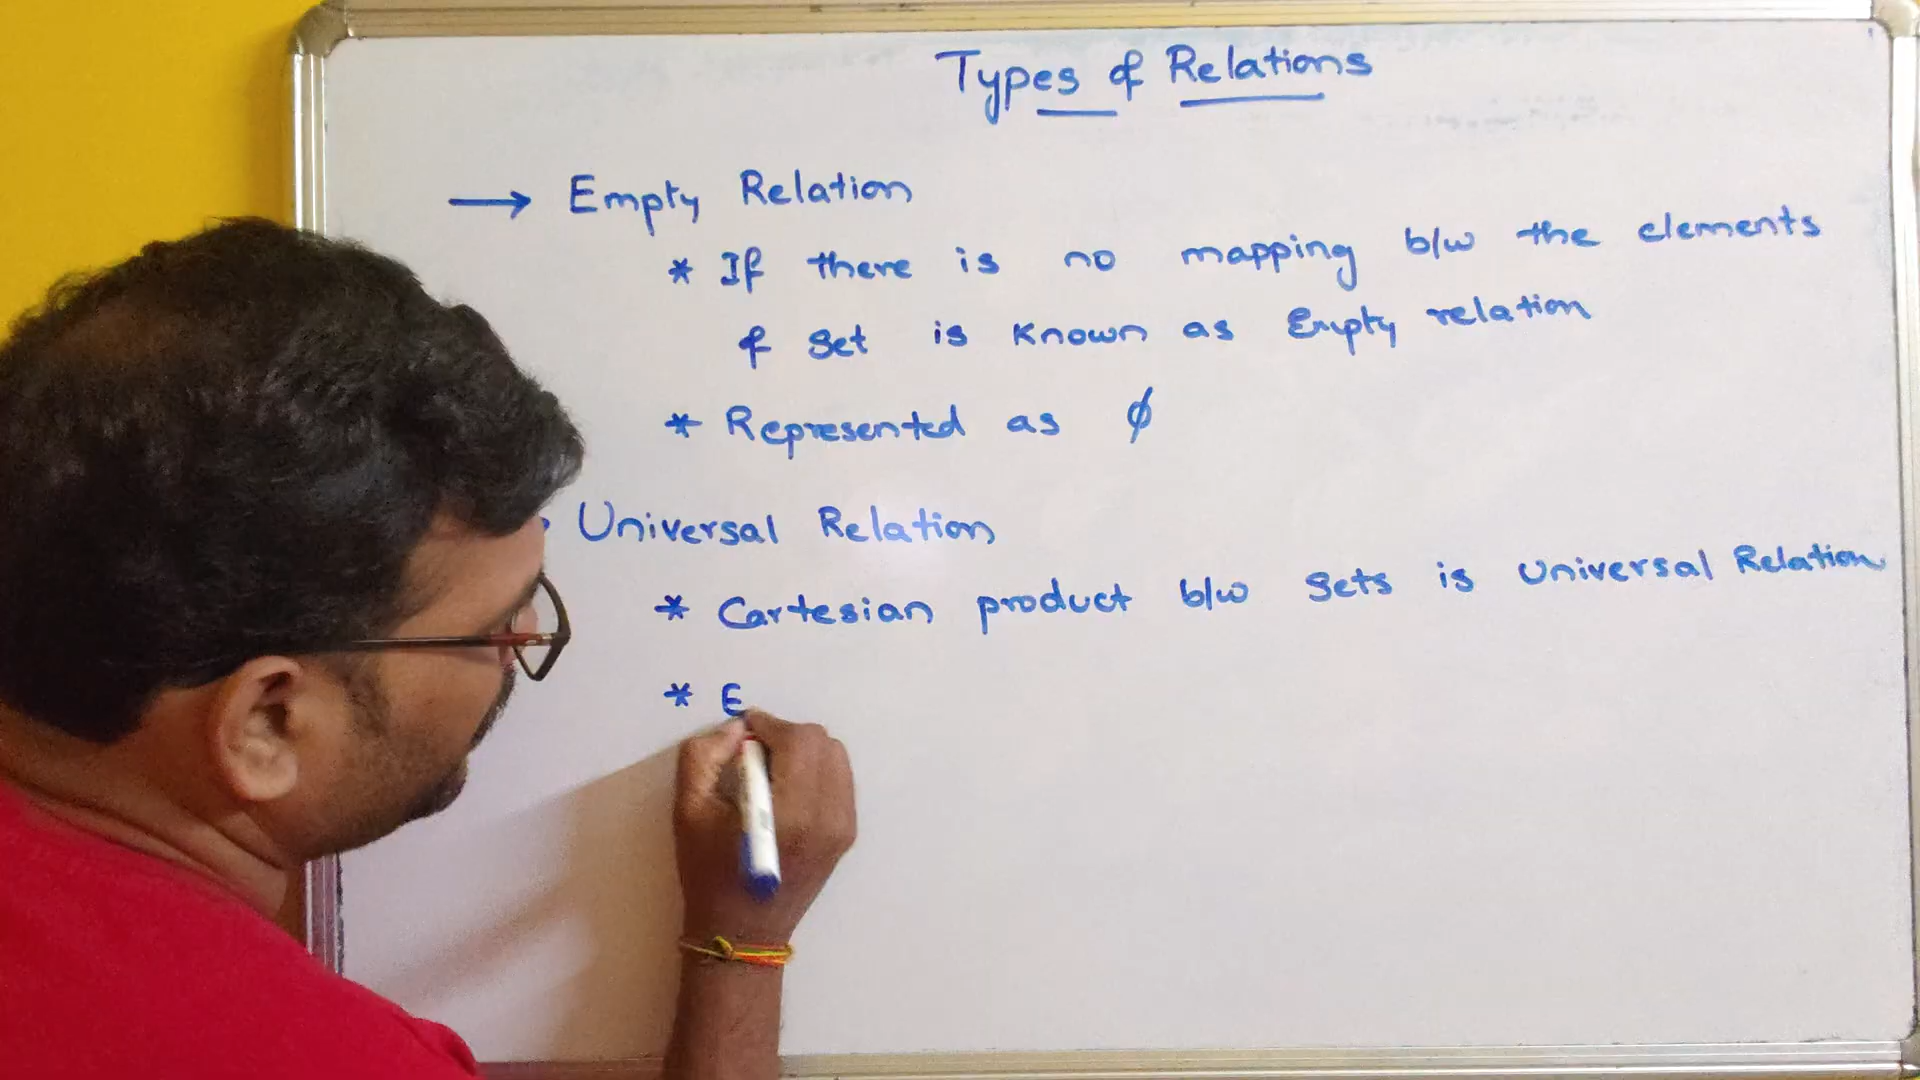 Types of Relations
→ Empty Relation
* If there is no mapping b/w the elements
of set is known as Empty relation
* Represented as ϕ
Universal Relation
* Cartesian product b/w sets is universal Relation
* E